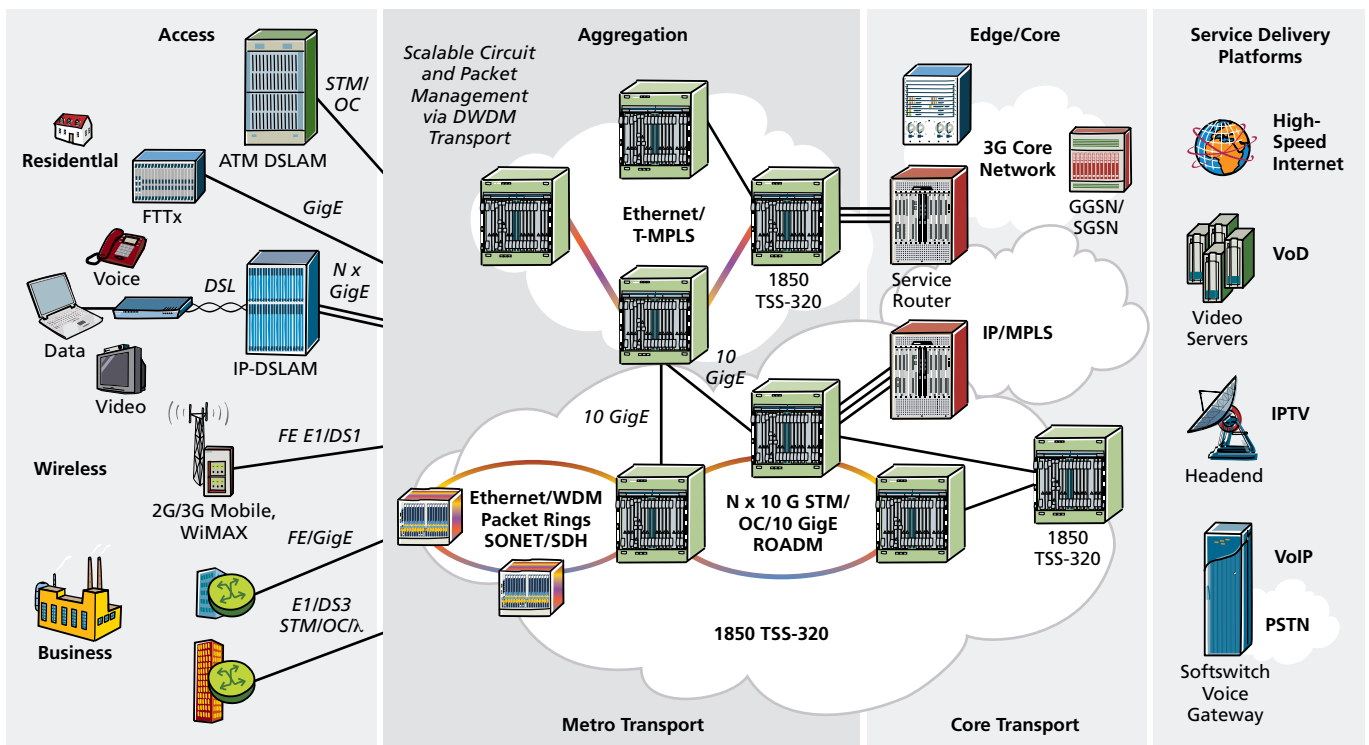 Access
STM/
OC
ATM DSLAM
Residential
FTTx
GigE
Voice
DSL
N x
GigE
Data
IP-DSLAM
Video
FE E1/DS1
Wireless
2G/3G Mobile,
WiMAX
FE/GigE
E1/DS3
STM/OC/λ
Business
Aggregation
Scalable Circuit
and Packet
Management
via DWDM
Transport
Ethernet/
T-MPLS
1850
TSS-320
10
GigE
10 GigE
Ethernet/WDM
Packet Rings
SONET/SDH
N x 10 G STM/
OC/10 GigE
ROADM
1850 TSS-320
Metro Transport
Edge/Core
3G Core
Network
GGSN/
SGSN
Service
Router
IP/MPLS
1850
TSS-320
Core Transport
Service Delivery
Platforms
High-
Speed
Internet
VoD
Video
Servers
IPTV
Headend
VoIP
PSTN
Softswitch
Voice
Gateway